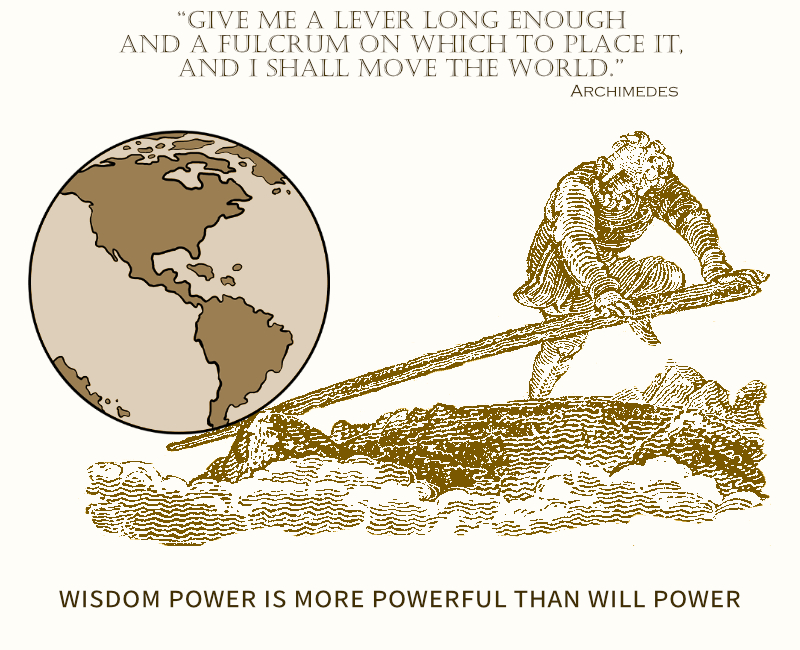 “GIVE ME A LEVER LONG ENOUGH
AND A FULCRUM ON WHICH TO PLACE IT,
AND I SHALL MOVE THE WORLD.”
ARCHIMEDES
WISDOM POWER IS MORE POWERFUL THAN WILL POWER